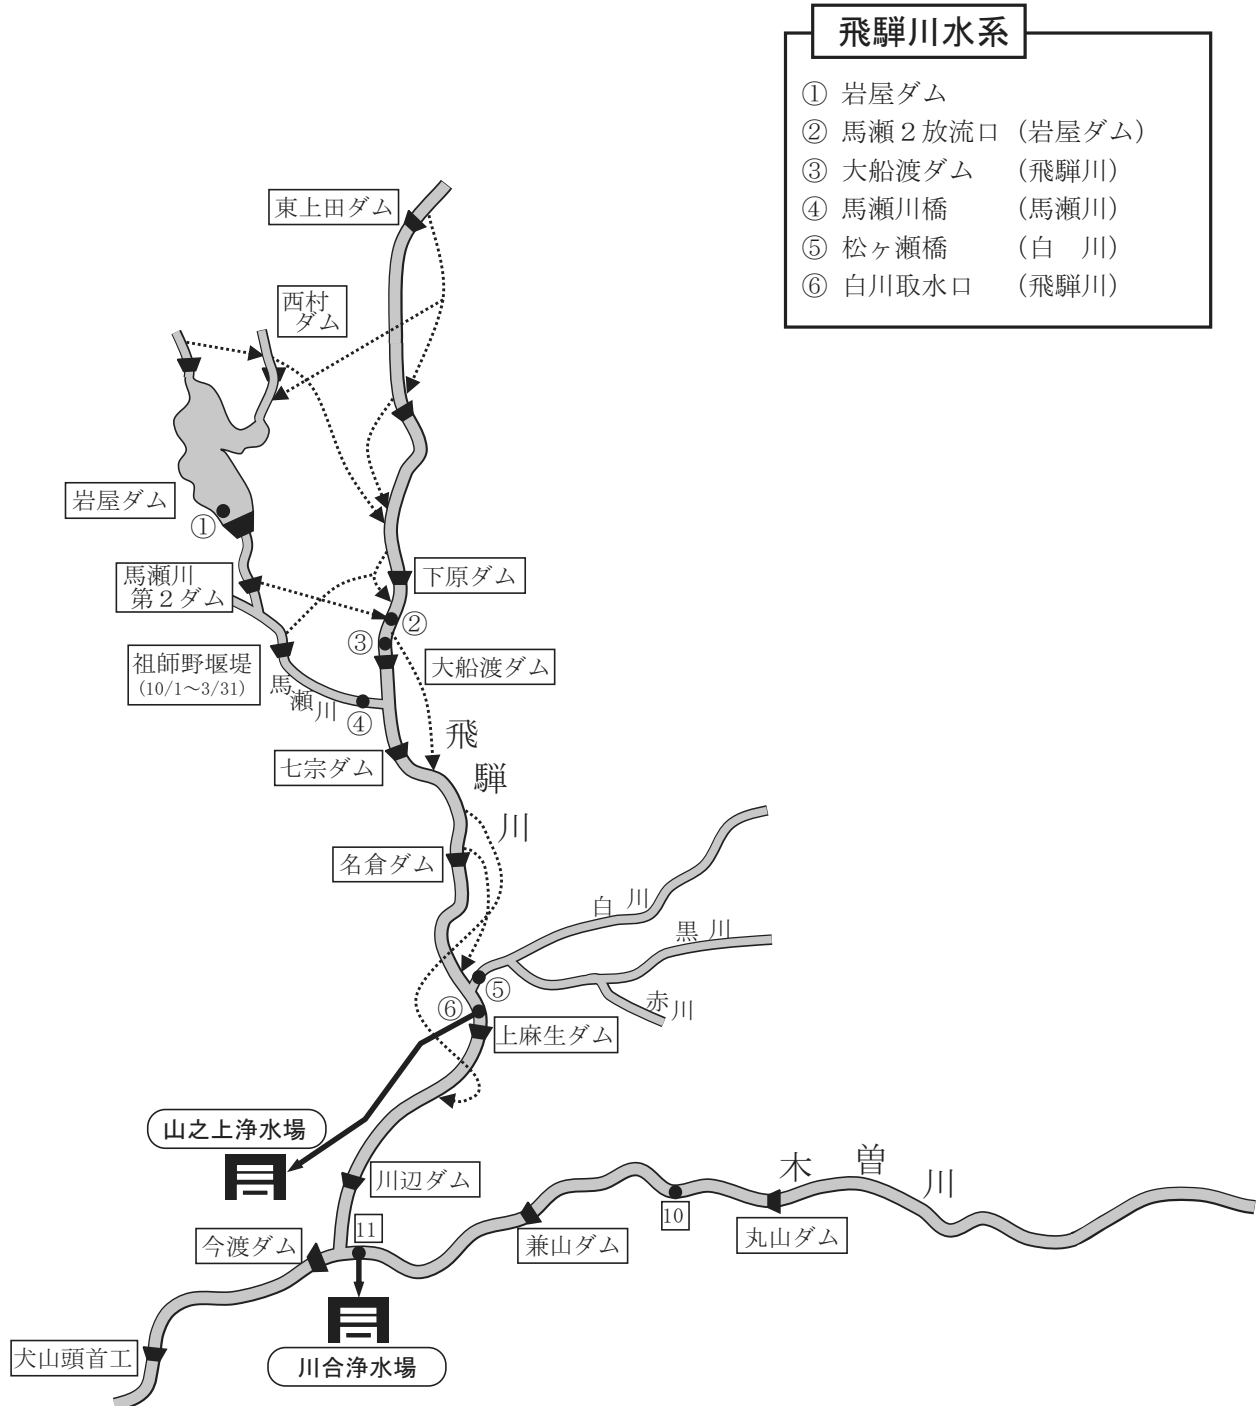 飛騨川水系
① 岩屋ダム
② 馬瀬２放流口（岩屋ダム）
③ 大船渡ダム （飛騨川）
④ 馬瀬川橋 （馬瀬川）
⑤ 松ヶ瀬橋 （白　川）
⑥ 白川取水口 （飛騨川）
東上田ダム
西村
ダム
岩屋ダム
①
馬瀬川
第２ダム
下原ダム
②
③
祖師野堰堤
(10/1～3/31)
大船渡ダム
馬瀬川
④
飛騨川
七宗ダム
名倉ダム
白川
黒川
赤川
⑤
⑥
上麻生ダム
山之上浄水場
川辺ダム
木曽川
10
11
今渡ダム
兼山ダム
丸山ダム
犬山頭首工
川合浄水場